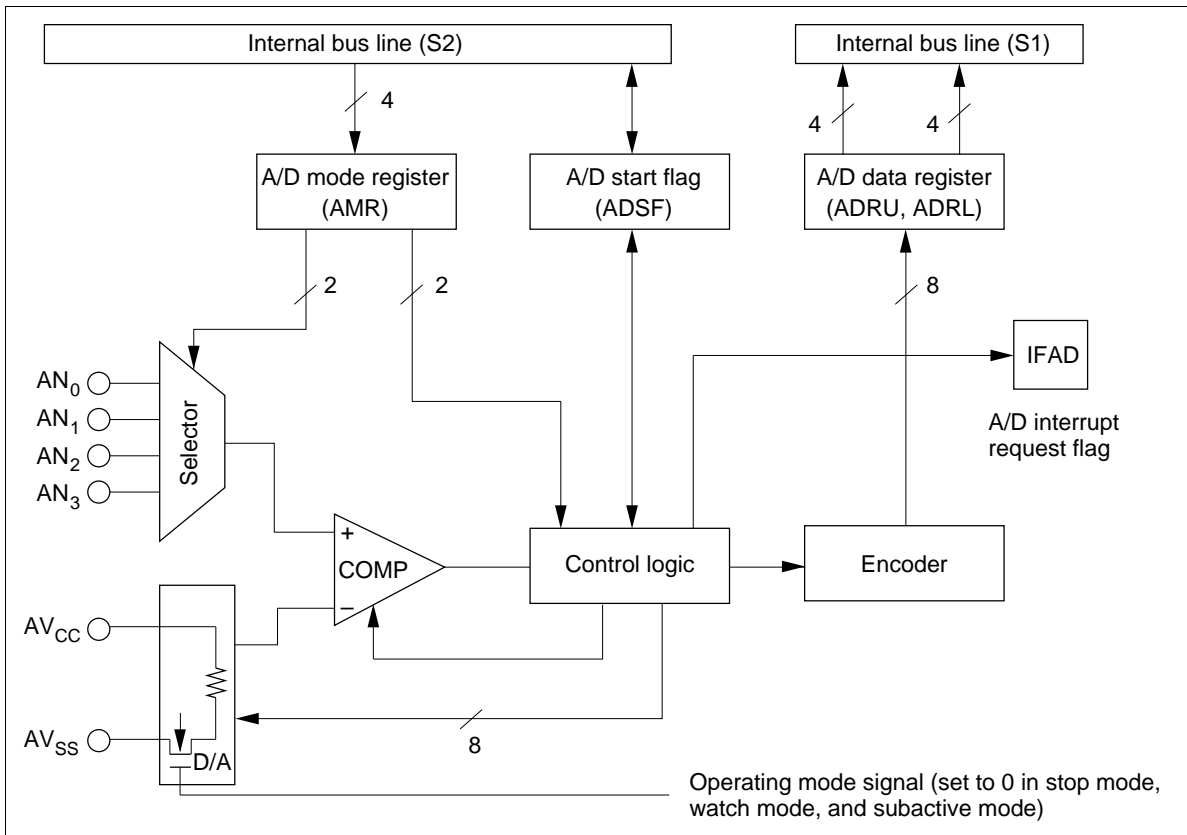 Internal bus line (S2)
Internal bus line (S1)
4
4
4
A/D mode register
(AMR)
A/D start flag
(ADSF)
A/D data register
(ADRU, ADRL)
2
2
8
IFAD
A/D interrupt
request flag
AN0
AN1
AN2
AN3
Selector
+
COMP
−
Control logic
Encoder
AVCC
AVSS
D/A
8
Operating mode signal (set to 0 in stop mode,
watch mode, and subactive mode)